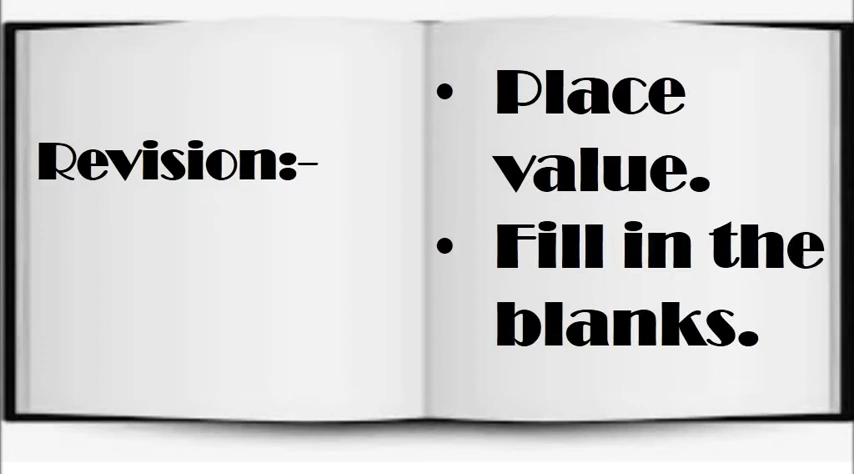 Revision:-
• Place
value.
• Fill in the
blanks.